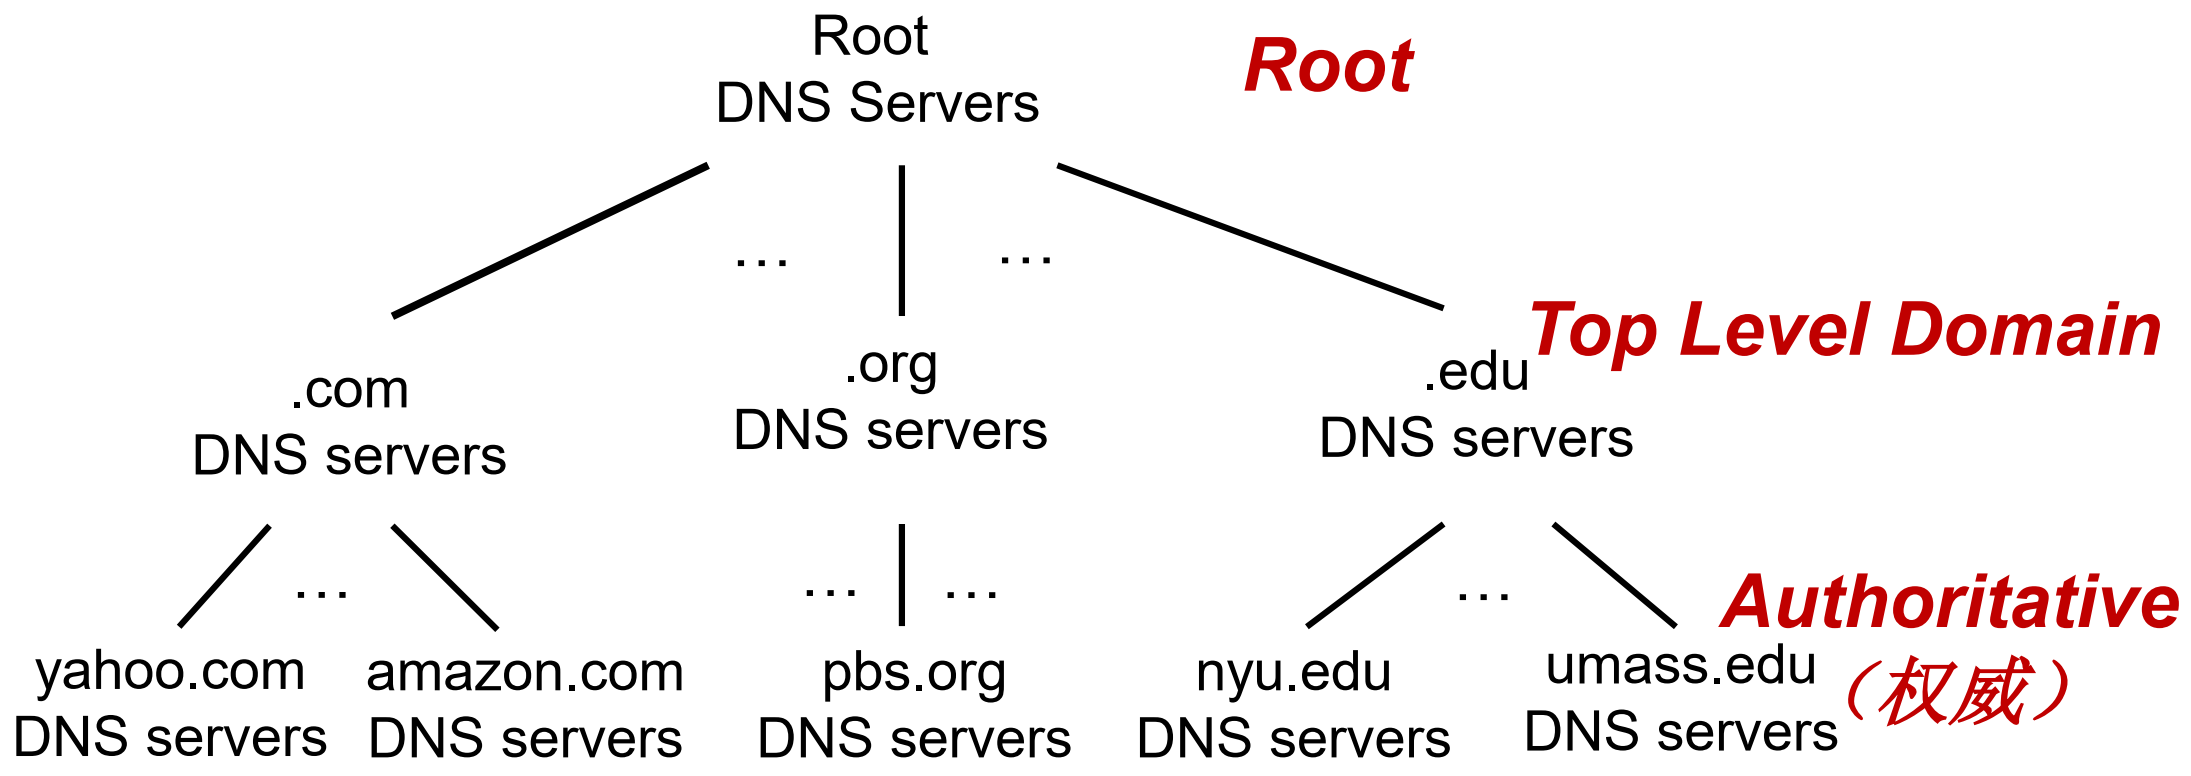 Root
DNS Servers
Root
… …
Top Level Domain
.com
DNS servers
.org
DNS servers
.edu
DNS servers
… … … …
Authoritative
（权威）
yahoo.com
DNS servers
amazon.com
DNS servers
pbs.org
DNS servers
nyu.edu
DNS servers
umass.edu
DNS servers